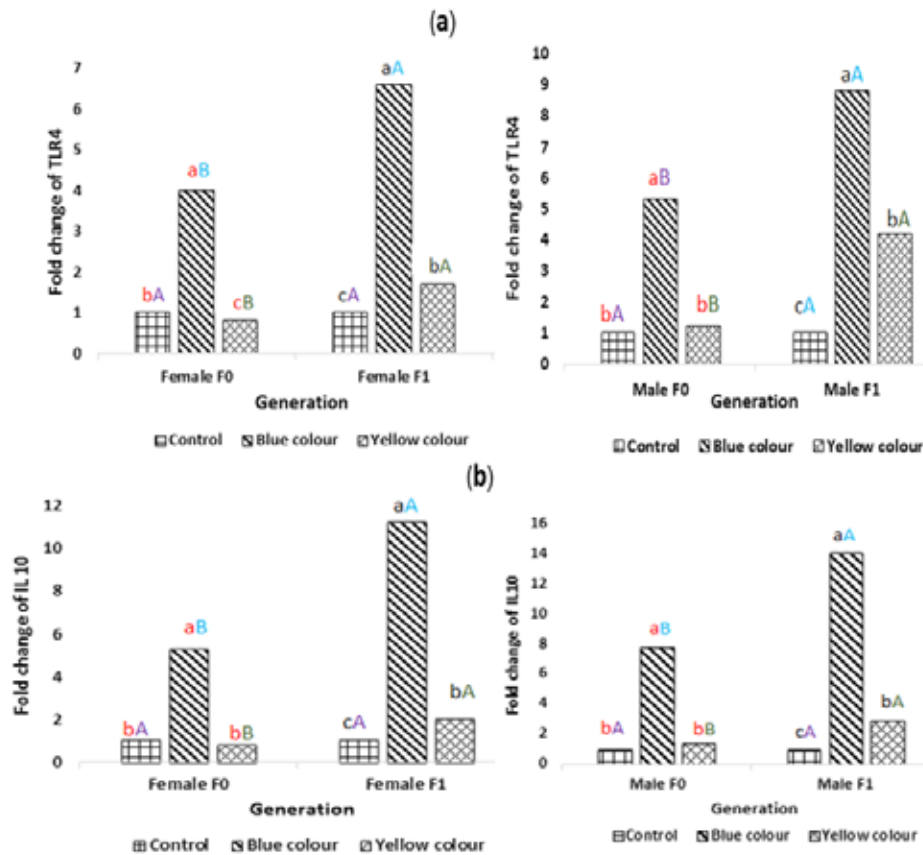 (a)
7
6
5
4
3
2
1
0
Fold change of TLR4
bA
aB
cB
cA
aA
bA
Female F0
Female F1
Generation
Control
Blue colour
Yellow colour
10
9
8
7
6
5
4
3
2
1
0
Fold change of TLR4
bA
aB
bB
cA
aA
bA
Male F0
Male F1
Generation
Control
Blue colour
Yellow colour
(b)
12
10
8
6
4
2
0
Fold change of IL 10
bA
aB
bB
cA
aA
bA
Female F0
Female F1
Generation
Control
Blue colour
Yellow colour
16
14
12
10
8
6
4
2
0
Fold change of IL10
bA
aB
bB
cA
aA
bA
Male F0
Male F1
Generation
Control
Blue colour
Yellow colour